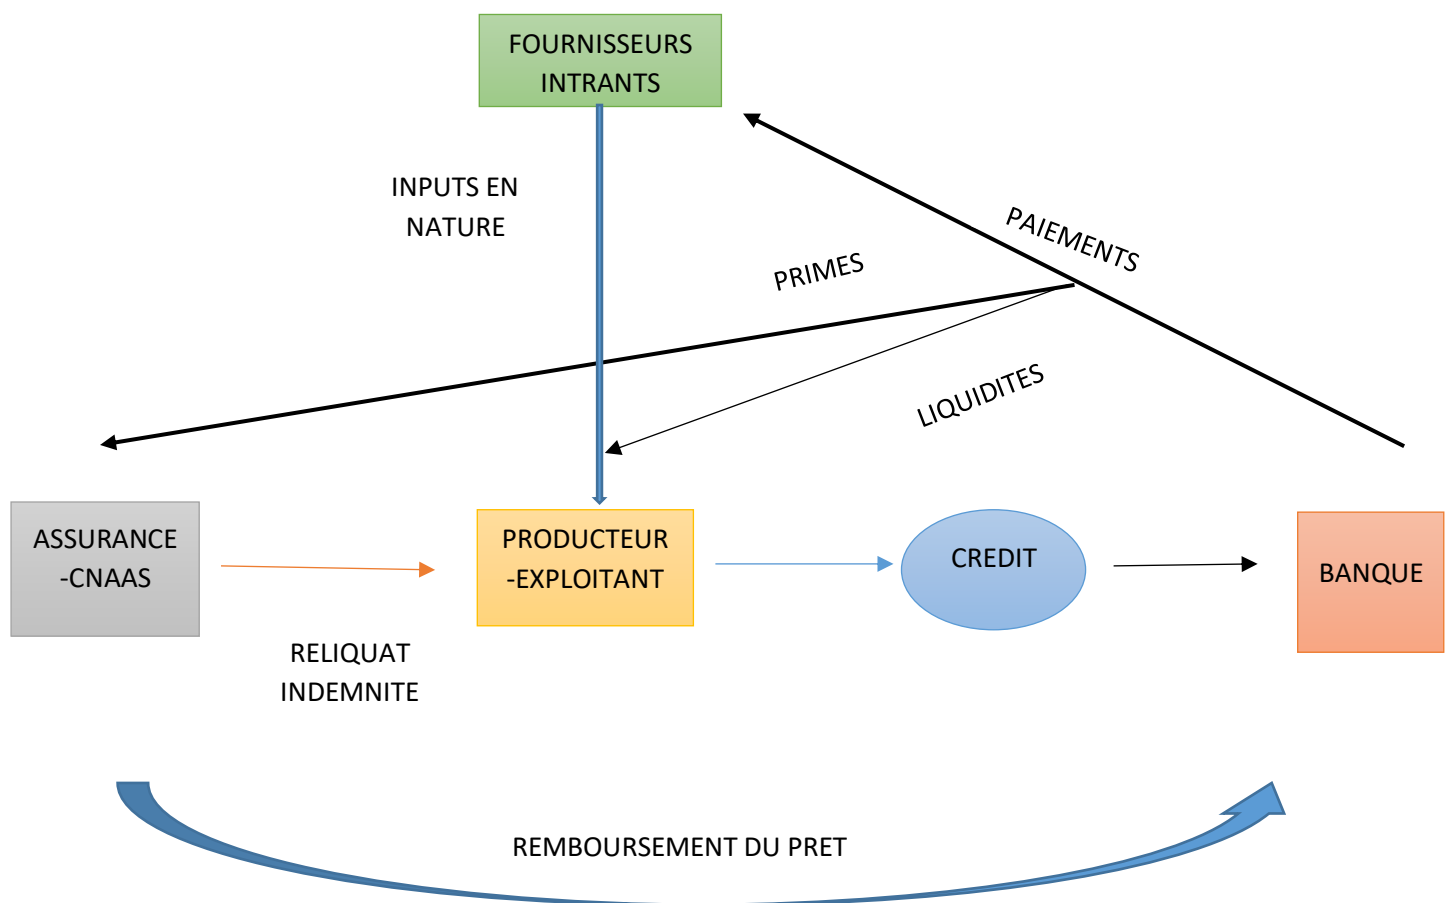 FOURNISSEURS
INTRANTS
INPUTS EN
NATURE
PAIEMENTS
PRIMES
LIQUIDITES
ASSURANCE
-CNAAS
PRODUCTEUR
-EXPLOITANT
CREDIT
BANQUE
RELIQUAT
INDEMNITE
REMBOURSEMENT DU PRET